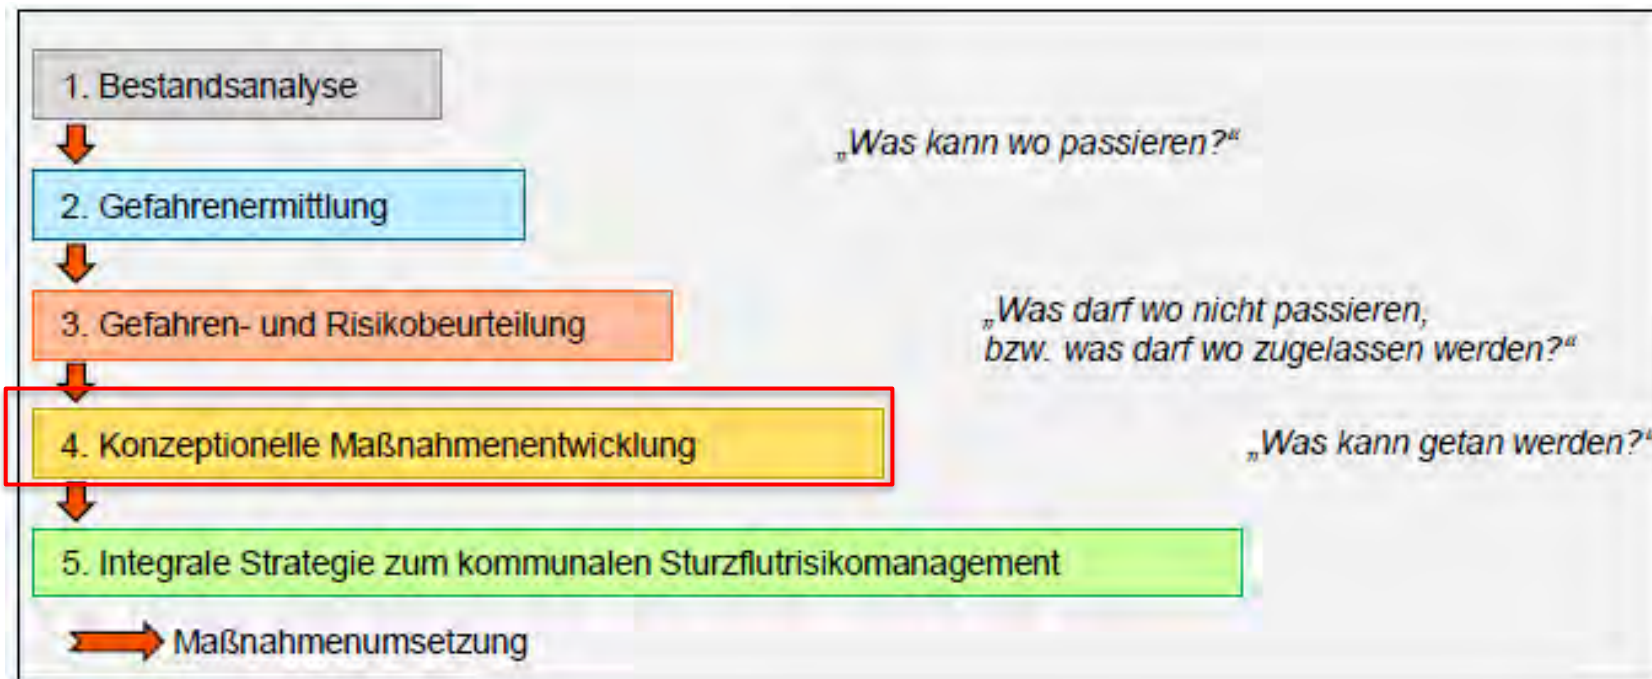 1. Bestandsanalyse
„Was kann wo passieren?“
2. Gefahrenermittlung
3. Gefahren- und Risikobeurteilung
„Was darf wo nicht passieren,
bzw. was darf wo zugelassen werden?“
4. Konzeptionelle Maßnahmenentwicklung
„Was kann getan werden?“
5. Integrale Strategie zum kommunalen Sturzflutrisikomanagement
Maßnahmenumsetzung